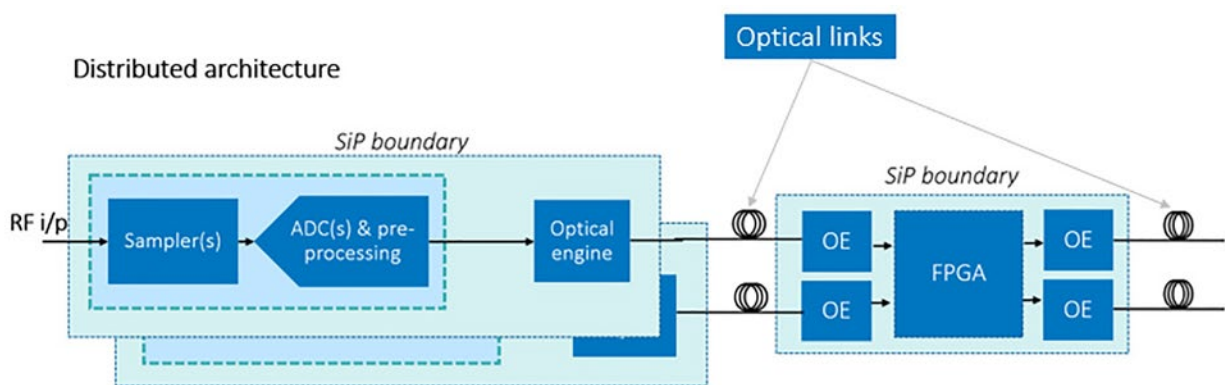 Optical links
Distributed architecture
SiP boundary
SiP boundary
RF i/p
Sampler(s)
ADC(s) & pre-
processing
Optical
engine
OE
OE
FPGA
OE
OE